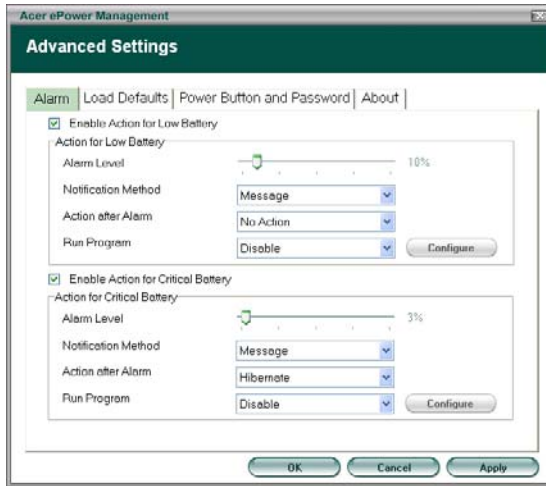 Acer ePower Management
Advanced Settings
Alarm Load Defaults Power Button and Password About
Enable Action for Low Battery
Action for Low Battery
Alarm Level 10%
Notification Method Message
Action after Alarm No Action
Run Program Disable Configure
Enable Action for Critical Battery
Action for Critical Battery
Alarm Level 3%
Notification Method Message
Action after Alarm Hibernate
Run Program Disable Configure
OK Cancel Apply